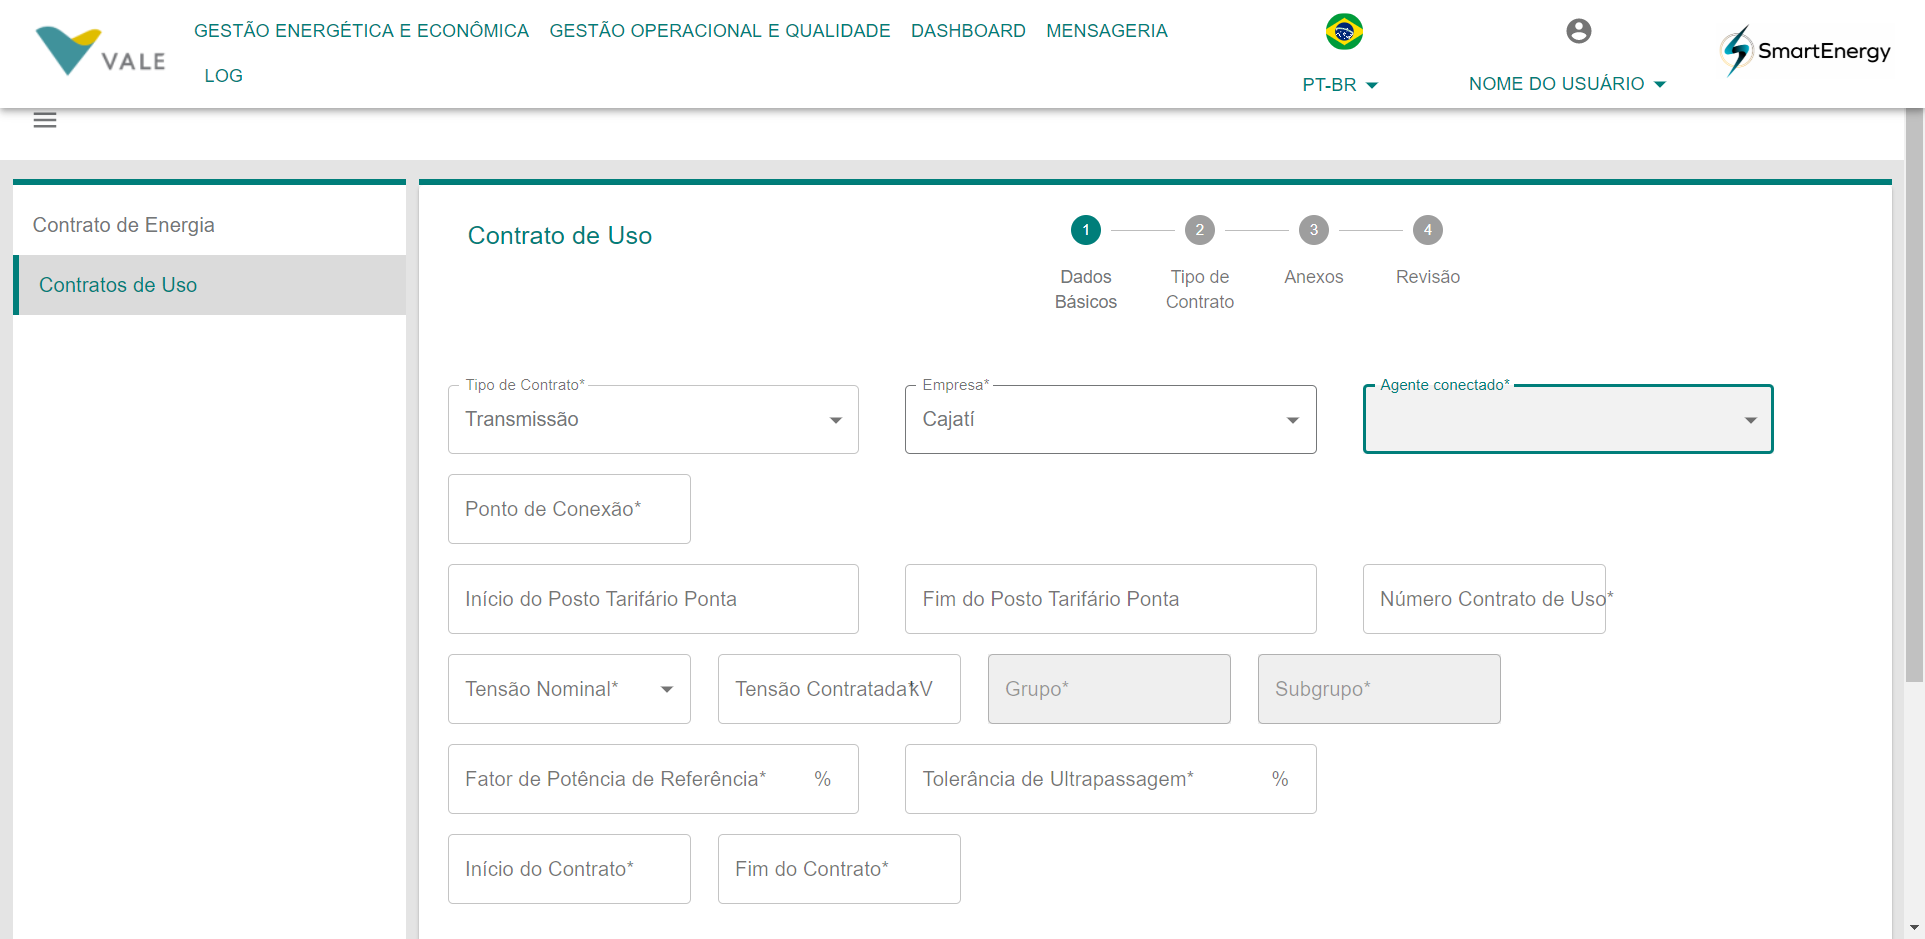 VALE
GESTÃO ENERGÉTICA E ECONÔMICA GESTÃO OPERACIONAL E QUALIDADE DASHBOARD MENSAGERIA
LOG
PT-BR
NOME DO USUÁRIO
SmartEnergy
Contrato de Energia
Contratos de Uso
Contrato de Uso
1 2 3 4
Dados Básicos
Tipo de Contrato
Anexos
Revisão
Tipo de Contrato*
Transmissão
Empresa*
Cajatí
Agente conectado*
Ponto de Conexão*
Início do Posto Tarifário Ponta
Fim do Posto Tarifário Ponta
Número Contrato de Uso*
Tensão Nominal*
Tensão Contratada* kV
Grupo*
Subgrupo*
Fator de Potência de Referência* %
Tolerância de Ultrapassagem* %
Início do Contrato*
Fim do Contrato*